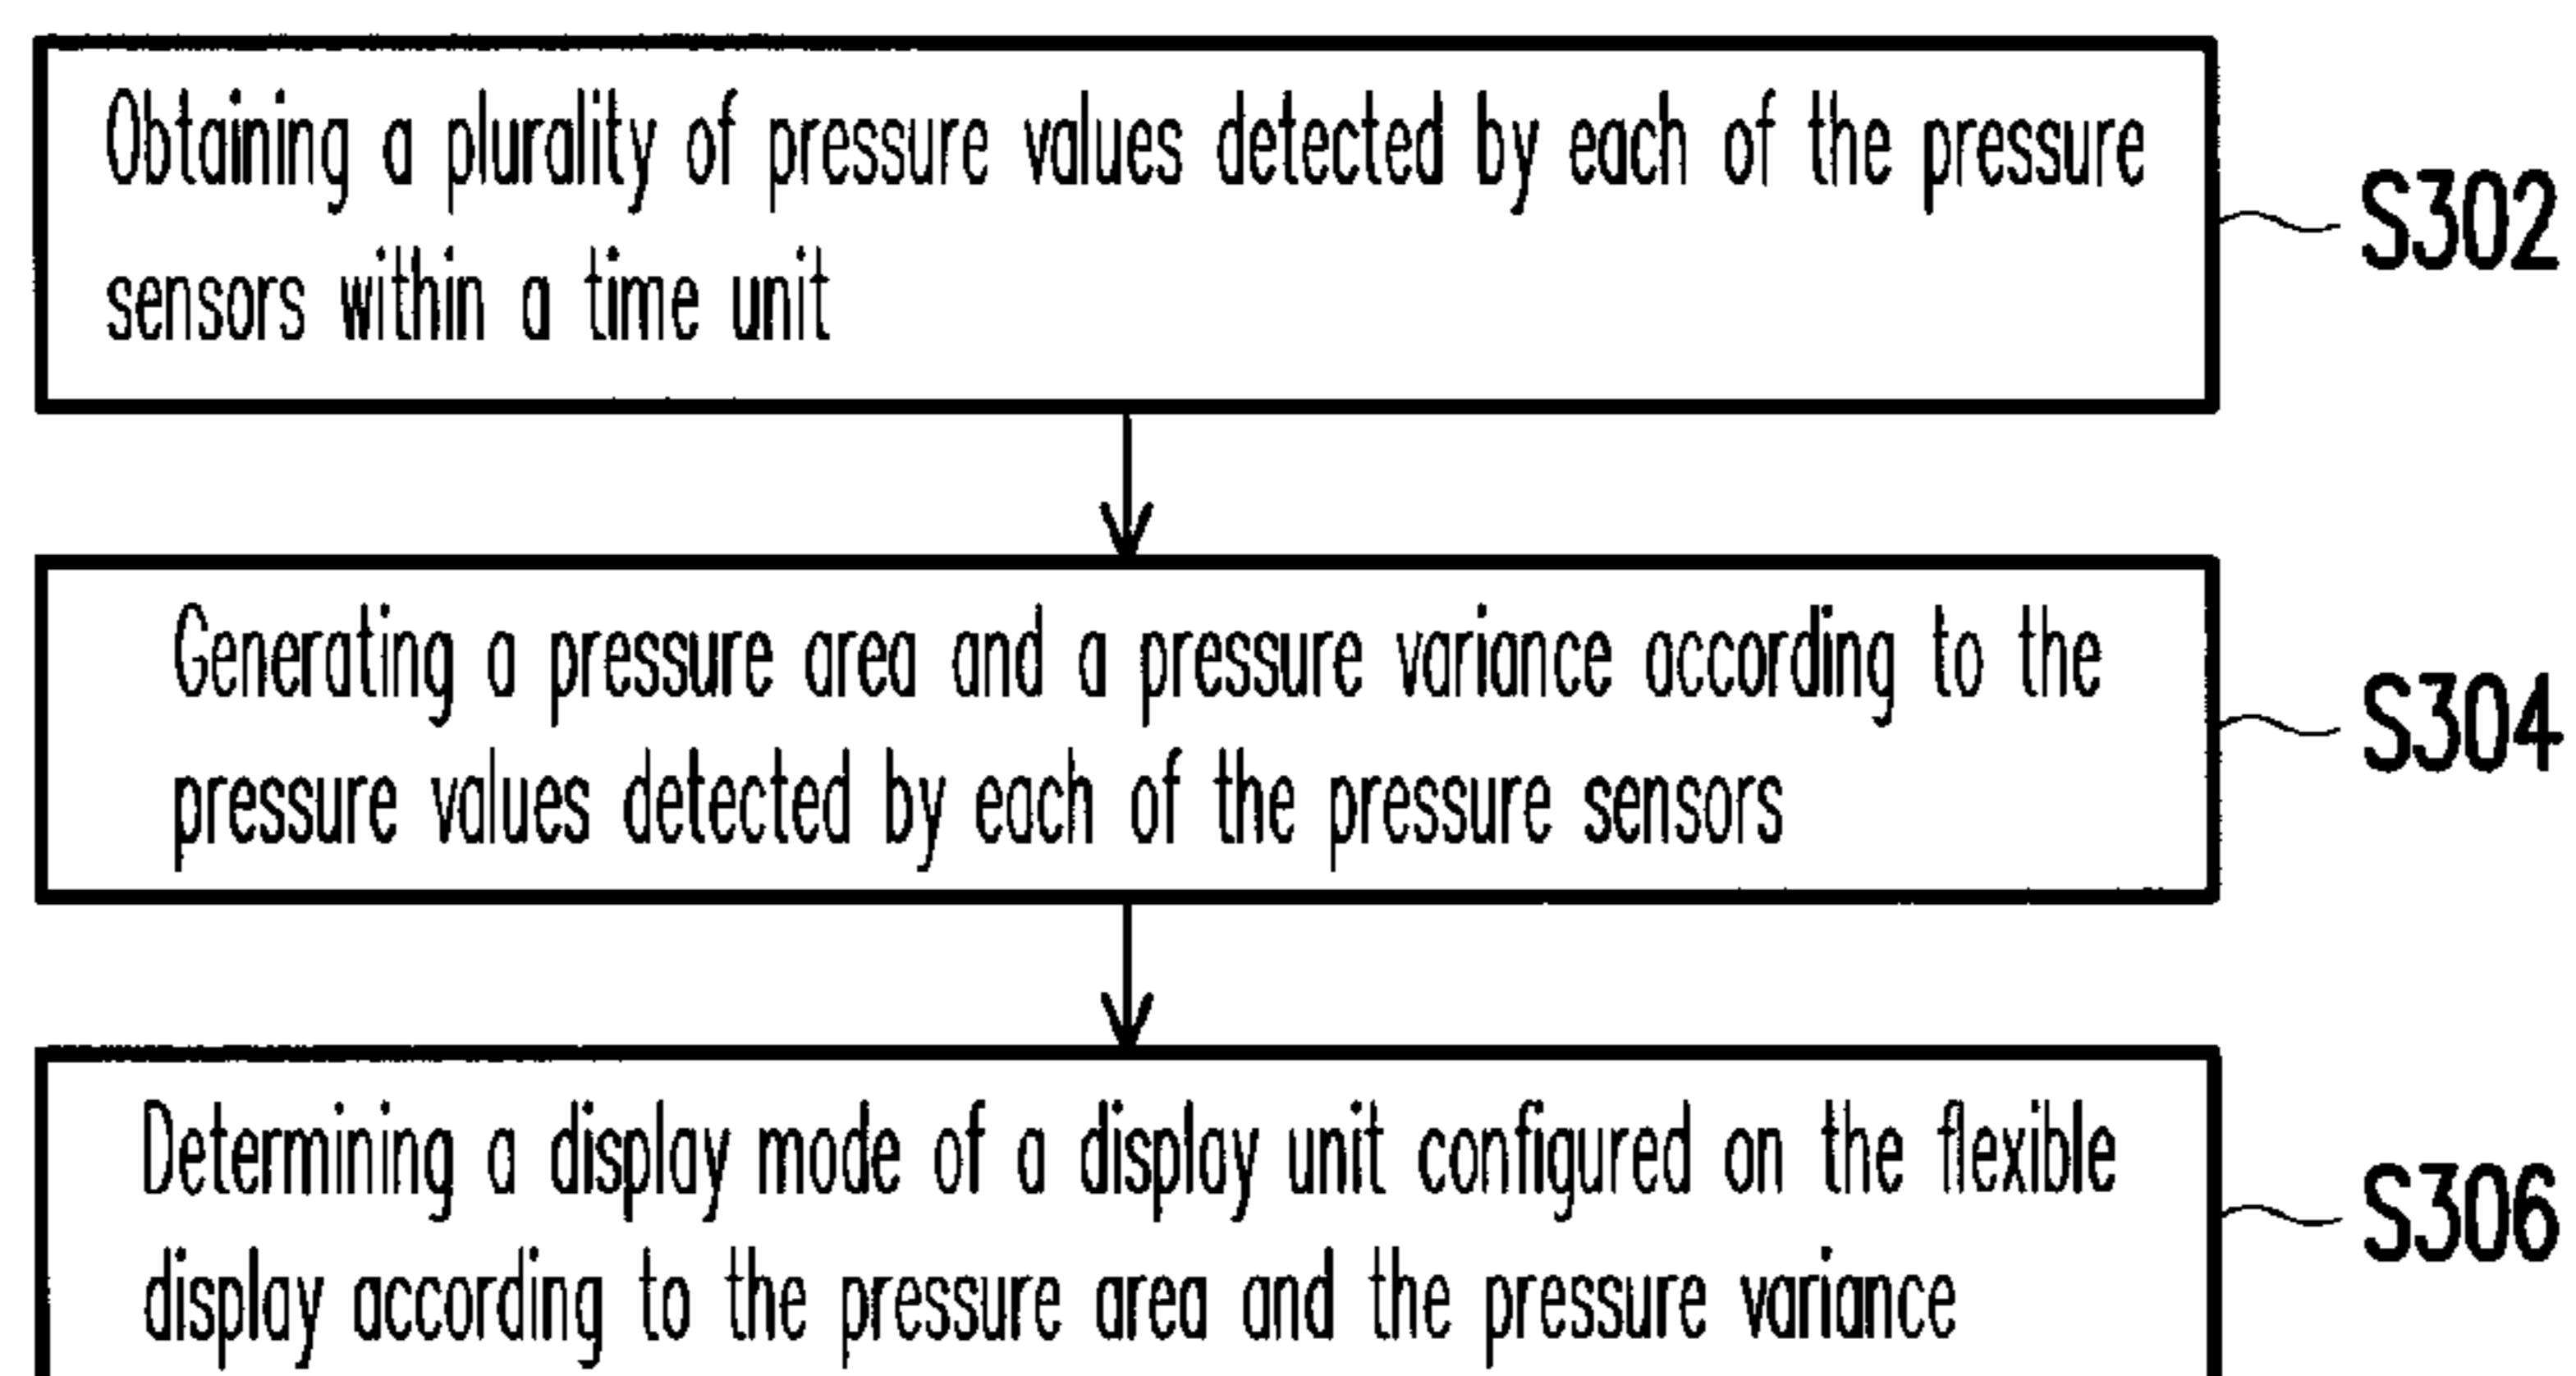 Obtaining a plurality of pressure values detected by each of the pressure
sensors within a time unit
S302
Generating a pressure area and a pressure variance according to the
pressure values detected by each of the pressure sensors
S304
Determining a display mode of a display unit configured on the flexible
display according to the pressure area and the pressure variance
S306